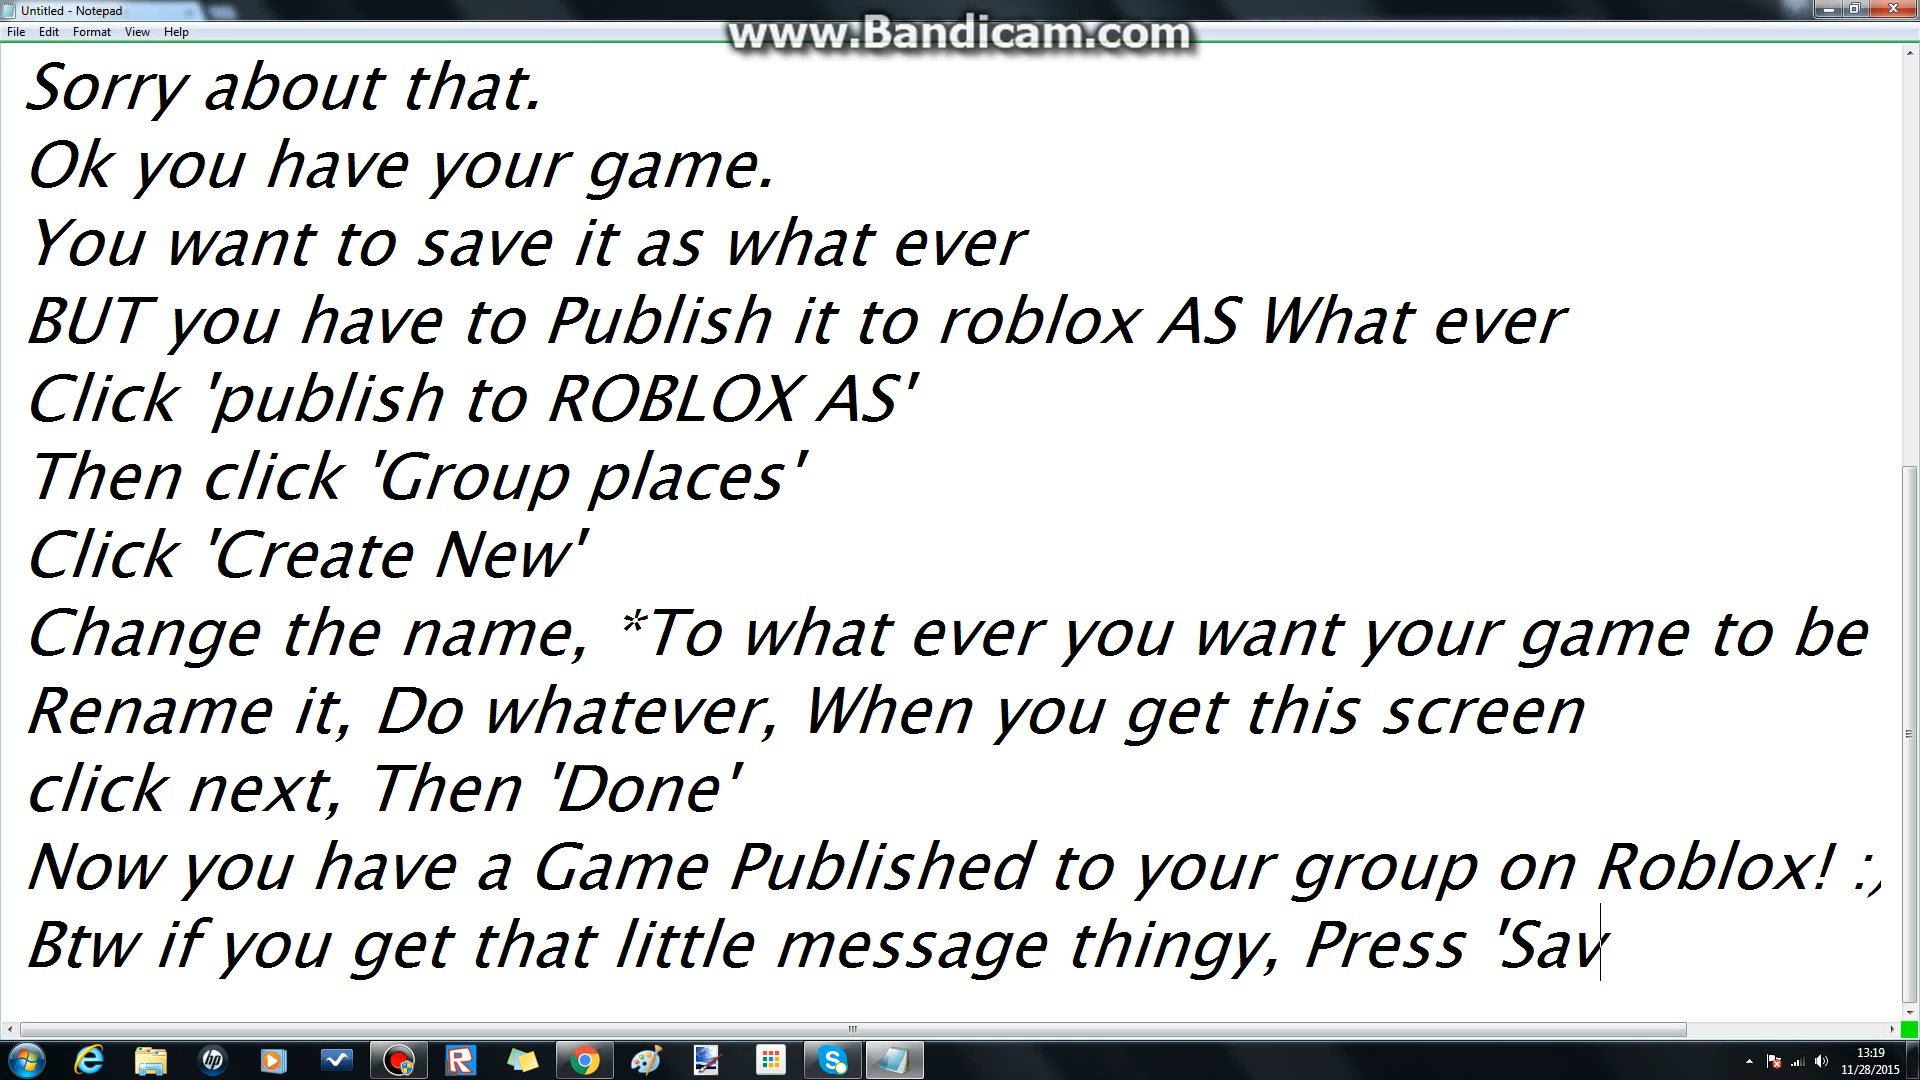 Untitled - Notepad
www.Bandicam.com
File Edit Format View Help
Sorry about that.
Ok you have your game.
You want to save it as what ever
BUT you have to Publish it to roblox AS What ever
Click 'publish to ROBLOX AS'
Then click 'Group places'
Click 'Create New'
Change the name, *To what ever you want your game to be
Rename it, Do whatever, When you get this screen
click next, Then 'Done'
Now you have a Game Published to your group on Roblox! :)
Btw if you get that little message thingy, Press 'Sav
13:19
11/28/2015